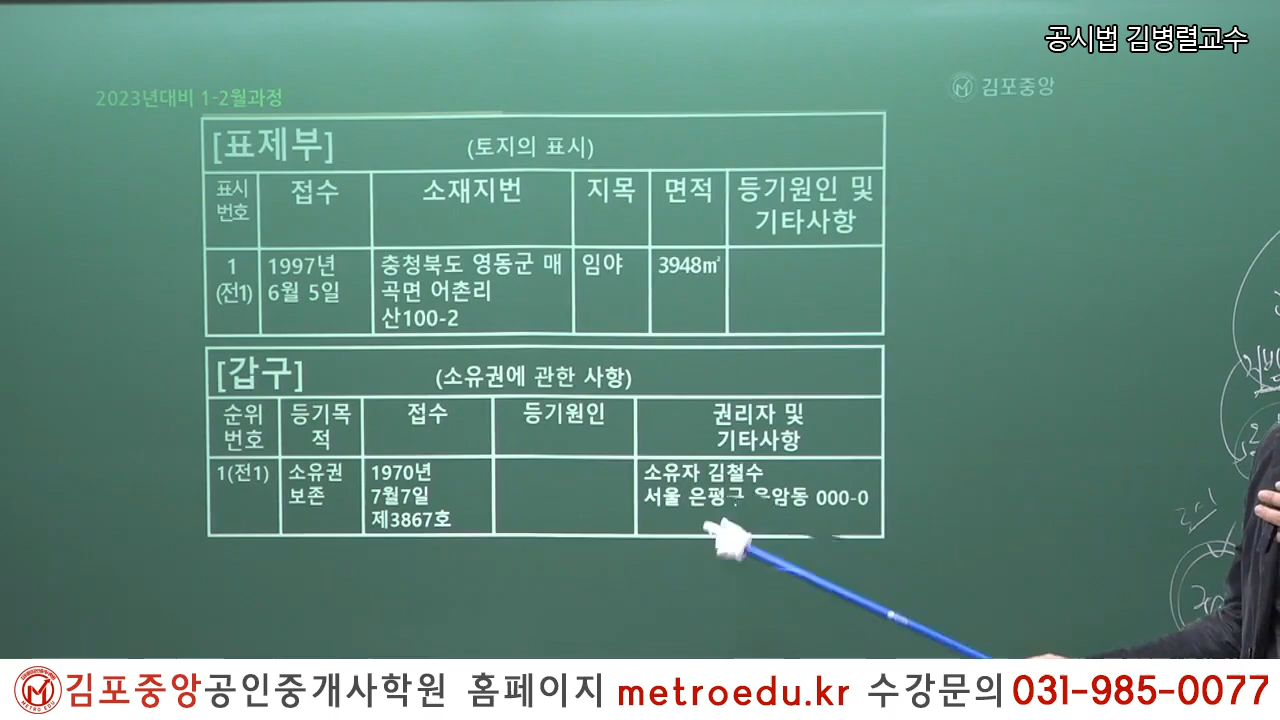 공시법 김병렬교수
2023년대비 1-2월과정
김포중앙
[표제부] (토지의 표시)
표시 번호 접수 소재지번 지목 면적 등기원인 및 기타사항
1 (전1) 1997년 6월 5일 충청북도 영동군 매곡면 어촌리 산100-2 임야 3948㎡
[갑구] (소유권에 관한 사항)
순위 번호 등기목적 접수 등기원인 권리자 및 기타사항
1(전1) 소유권 보존 1970년 7월7일 제3867호 소유자 김철수 서울 은평구 응암동 000-0
METRO EDU
김포중앙공인중개사학원 홈페이지 metroedu.kr 수강문의 031-985-0077